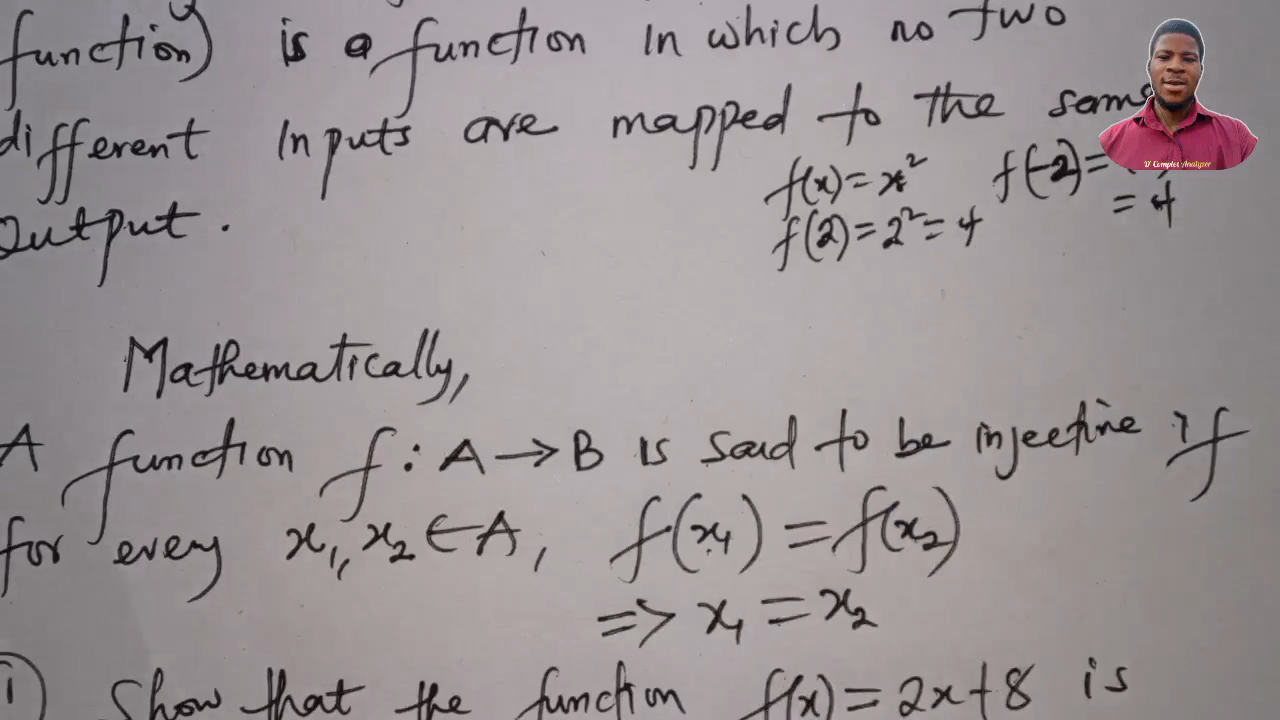 function) is a function in which no two
different Inputs are mapped to the same
Output.
f(x) = x² f(-2) =
f(2) = 2² = 4 = 4
Mathematically,
A function f: A → B is said to be injective if
for every x₁, x₂ ∈ A, f(x₁) = f(x₂)
=> x₁ = x₂
1) Show that the function f(x) = 2x+8 is